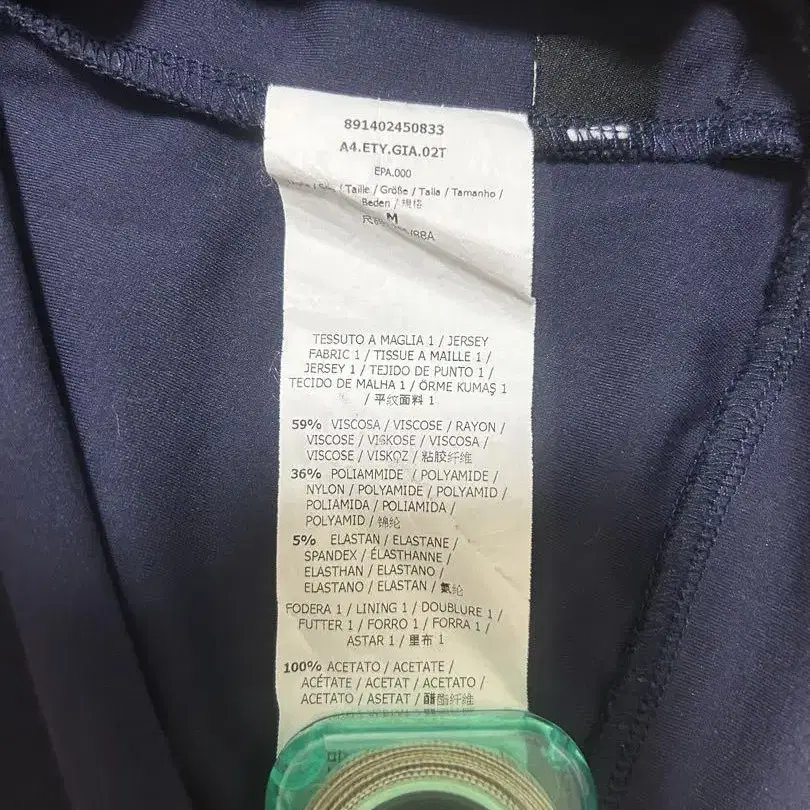 891402450833
A4.ETY.GIA.02T
EPA.000
/ Taille / Größe / Talla / Tamanho /
Beden / 規格
M
/88A
TESSUTO A MAGLIA 1 / JERSEY
FABRIC 1 / TISSUE A MAILLE 1 /
JERSEY 1 / TEJIDO DE PUNTO 1 /
TECIDO DE MALHA 1 / ÖRME KUMAŞ 1
/ 平纹面料 1
59% VISCOSA / VISCOSE / RAYON /
VISCOSE / VISKOSE / VISCOSA /
VISCOSE / VISKOZ / 粘胶纤维
36% POLIAMMIDE / POLYAMIDE /
NYLON / POLYAMIDE / POLYAMID /
POLIAMIDA / POLIAMIDA /
POLYAMID / 锦纶
5% ELASTAN / ELASTANE /
SPANDEX / ÉLASTHANNE /
ELASTHAN / ELASTANO /
ELASTANO / ELASTAN / 氨纶
FODERA 1 / LINING 1 / DOUBLURE 1 /
FUTTER 1 / FORRO 1 / FORRA 1 /
ASTAR 1 / 里布 1
100% ACETATO / ACETATE /
ACÉTATE / ACETAT / ACETATO /
ACETATO / ASETAT / 醋酯纤维